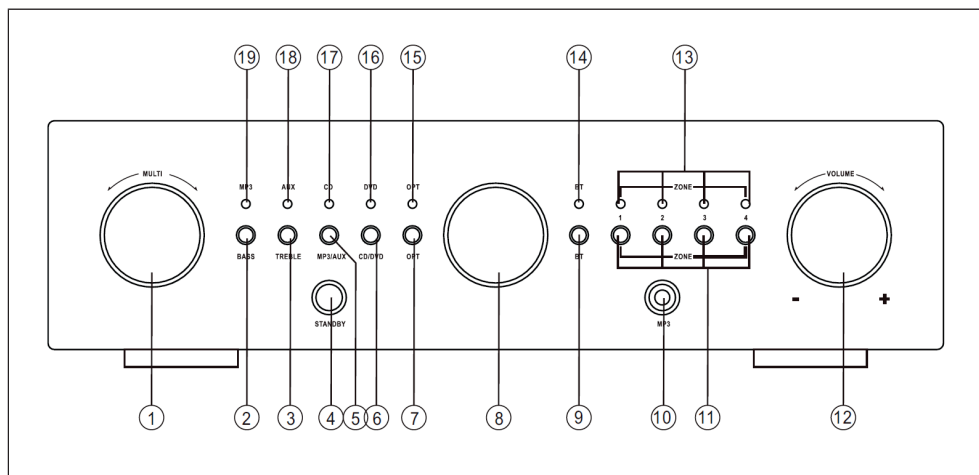 19 18 17 16 15 14 13
MULTI MP3 AUX CD DVD OPT BT ZONE VOLUME
1 2 3 4
BASS TREBLE MP3/AUX CD/DVD OPT BT ZONE
- +
STANDBY MP3
1 2 3 4 5 6 7 8 9 10 11 12